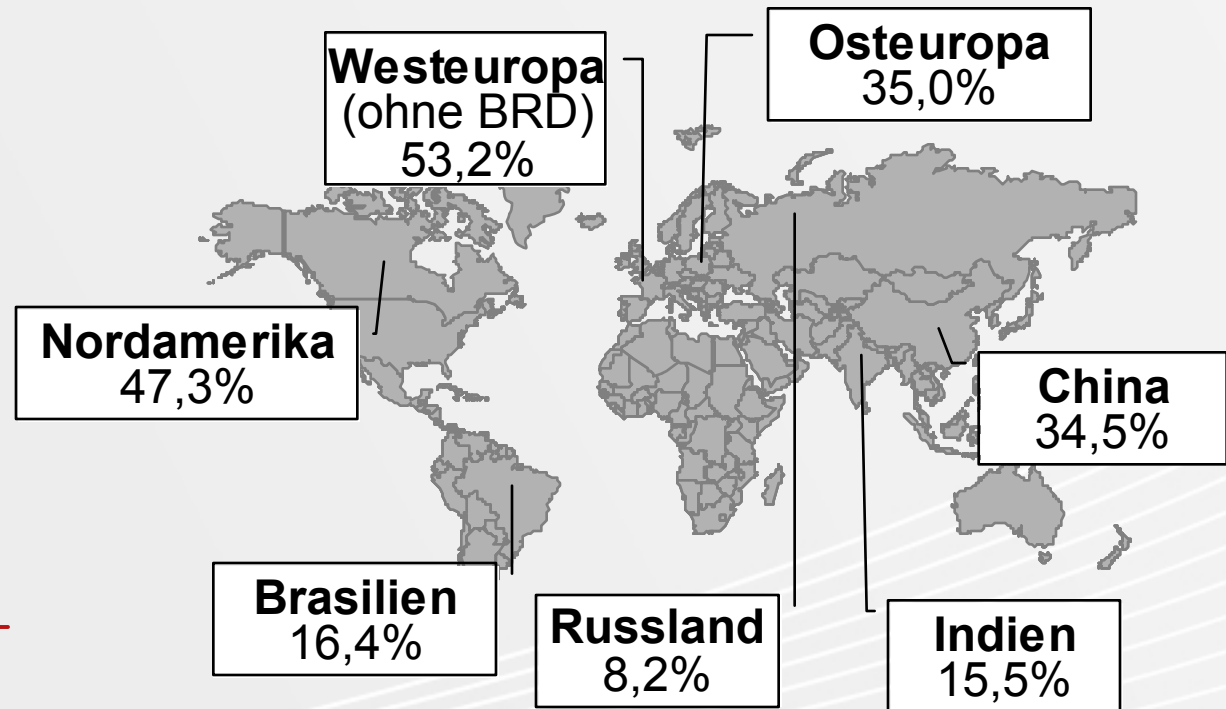 Westeuropa
(ohne BRD)
53,2%
Osteuropa
35,0%
Nordamerika
47,3%
China
34,5%
Brasilien
16,4%
Russland
8,2%
Indien
15,5%